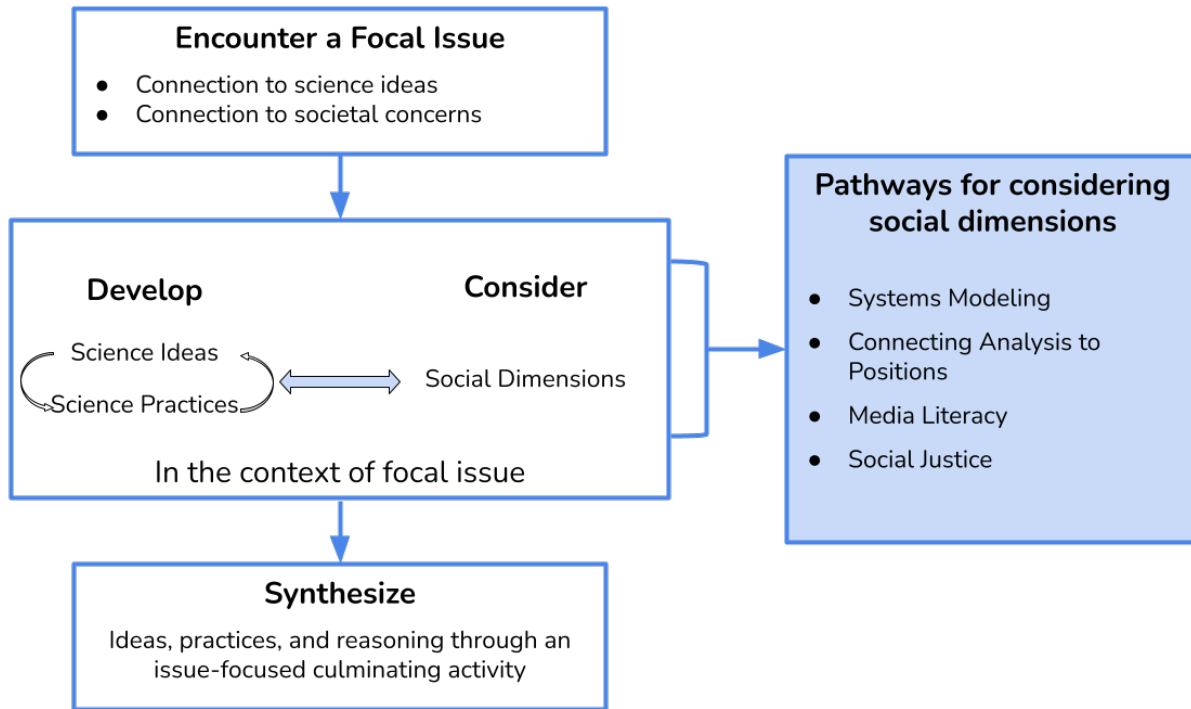 Encounter a Focal Issue
● Connection to science ideas
● Connection to societal concerns
Develop
Science Ideas
Science Practices
Consider
Social Dimensions
In the context of focal issue
Pathways for considering
social dimensions
● Systems Modeling
● Connecting Analysis to
Positions
● Media Literacy
● Social Justice
Synthesize
Ideas, practices, and reasoning through an
issue-focused culminating activity